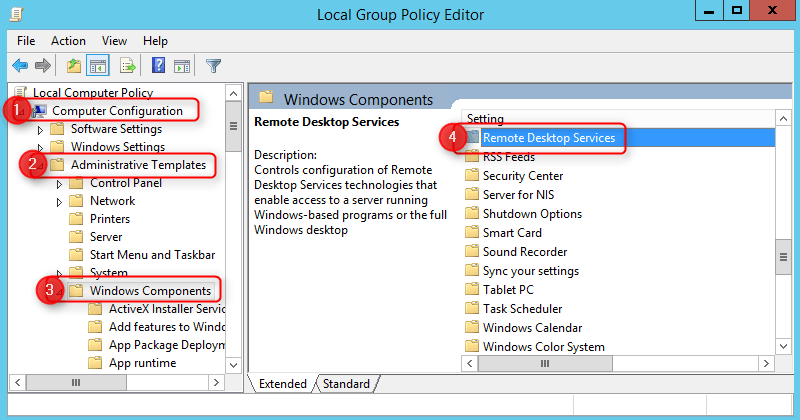 Local Group Policy Editor
File Action View Help
Local Computer Policy
1 Computer Configuration
Software Settings
Windows Settings
2 Administrative Templates
Control Panel
Network
Printers
Server
Start Menu and Taskbar
System
3 Windows Components
ActiveX Installer Servic
Add features to Windo
App Package Deploym
App runtime
Windows Components
Remote Desktop Services
Description:
Controls configuration of Remote
Desktop Services technologies that
enable access to a server running
Windows-based programs or the full
Windows desktop
Setting
4 Remote Desktop Services
RSS Feeds
Security Center
Server for NIS
Shutdown Options
Smart Card
Sound Recorder
Sync your settings
Tablet PC
Task Scheduler
Windows Calendar
Windows Color System
Extended Standard